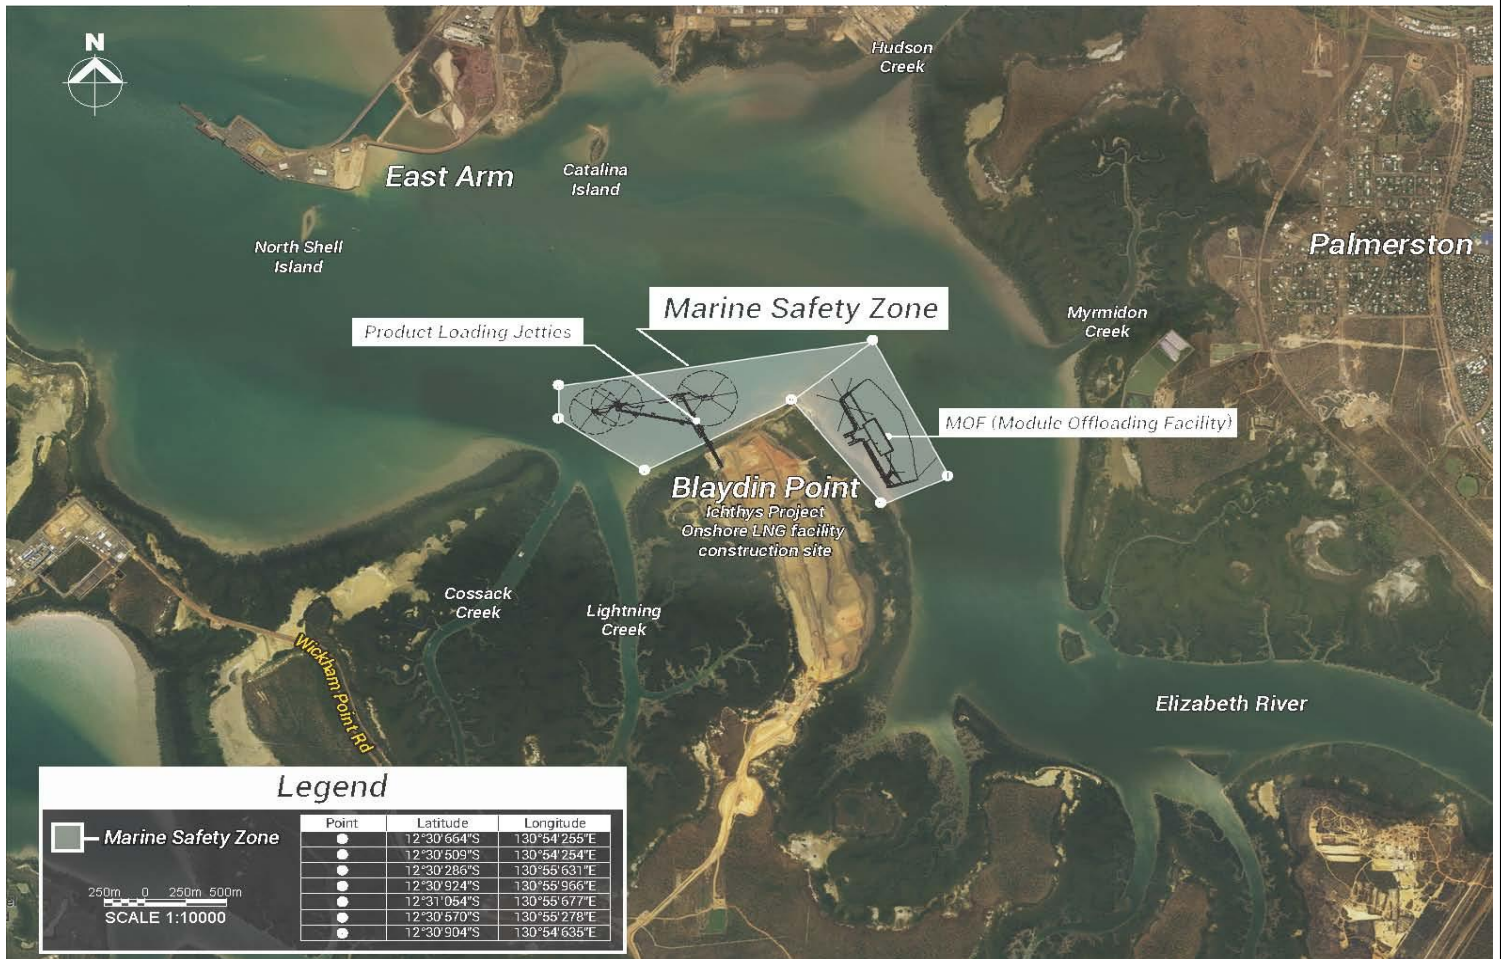 N
Hudson
Creek
East Arm
Catalina
Island
North Shell
Island
Palmerston
Marine Safety Zone
Product Loading Jetties
Myrmidon
Creek
MOF (Module Offloading Facility)
Blaydin Point
Ichthys Project
Onshore LNG facility
construction site
Cossack
Creek
Lightning
Creek
Wickham Point Rd
Elizabeth River
Legend
Marine Safety Zone
250m 0 250m 500m
SCALE 1:10000
Point Latitude Longitude
12°30'664"S 130°54'255"E
12°30'509"S 130°54'254"E
12°30'286"S 130°55'631"E
12°30'924"S 130°55'966"E
12°31'054"S 130°55'677"E
12°30'570"S 130°55'278"E
12°30'904"S 130°54'635"E